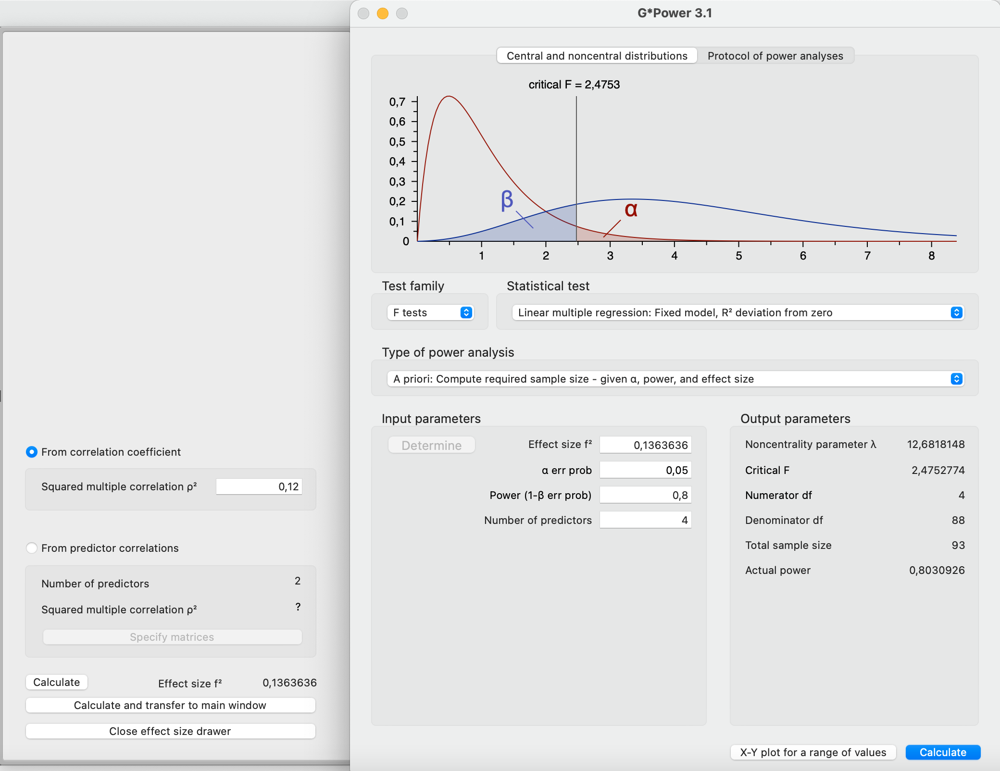 G*Power 3.1
Central and noncentral distributions Protocol of power analyses
critical F = 2,4753
0,7
0,6
0,5
0,4
0,3
0,2
0,1
0
β
α
1 2 3 4 5 6 7 8
Test family Statistical test
F tests Linear multiple regression: Fixed model, R² deviation from zero
Type of power analysis
A priori: Compute required sample size - given α, power, and effect size
Input parameters
Determine Effect size f² 0,1363636
α err prob 0,05
Power (1-β err prob) 0,8
Number of predictors 4
Output parameters
Noncentrality parameter λ 12,6818148
Critical F 2,4752774
Numerator df 4
Denominator df 88
Total sample size 93
Actual power 0,8030926
X-Y plot for a range of values Calculate
From correlation coefficient
Squared multiple correlation ρ² 0,12
From predictor correlations
Number of predictors 2
Squared multiple correlation ρ² ?
Specify matrices
Calculate Effect size f² 0,1363636
Calculate and transfer to main window
Close effect size drawer